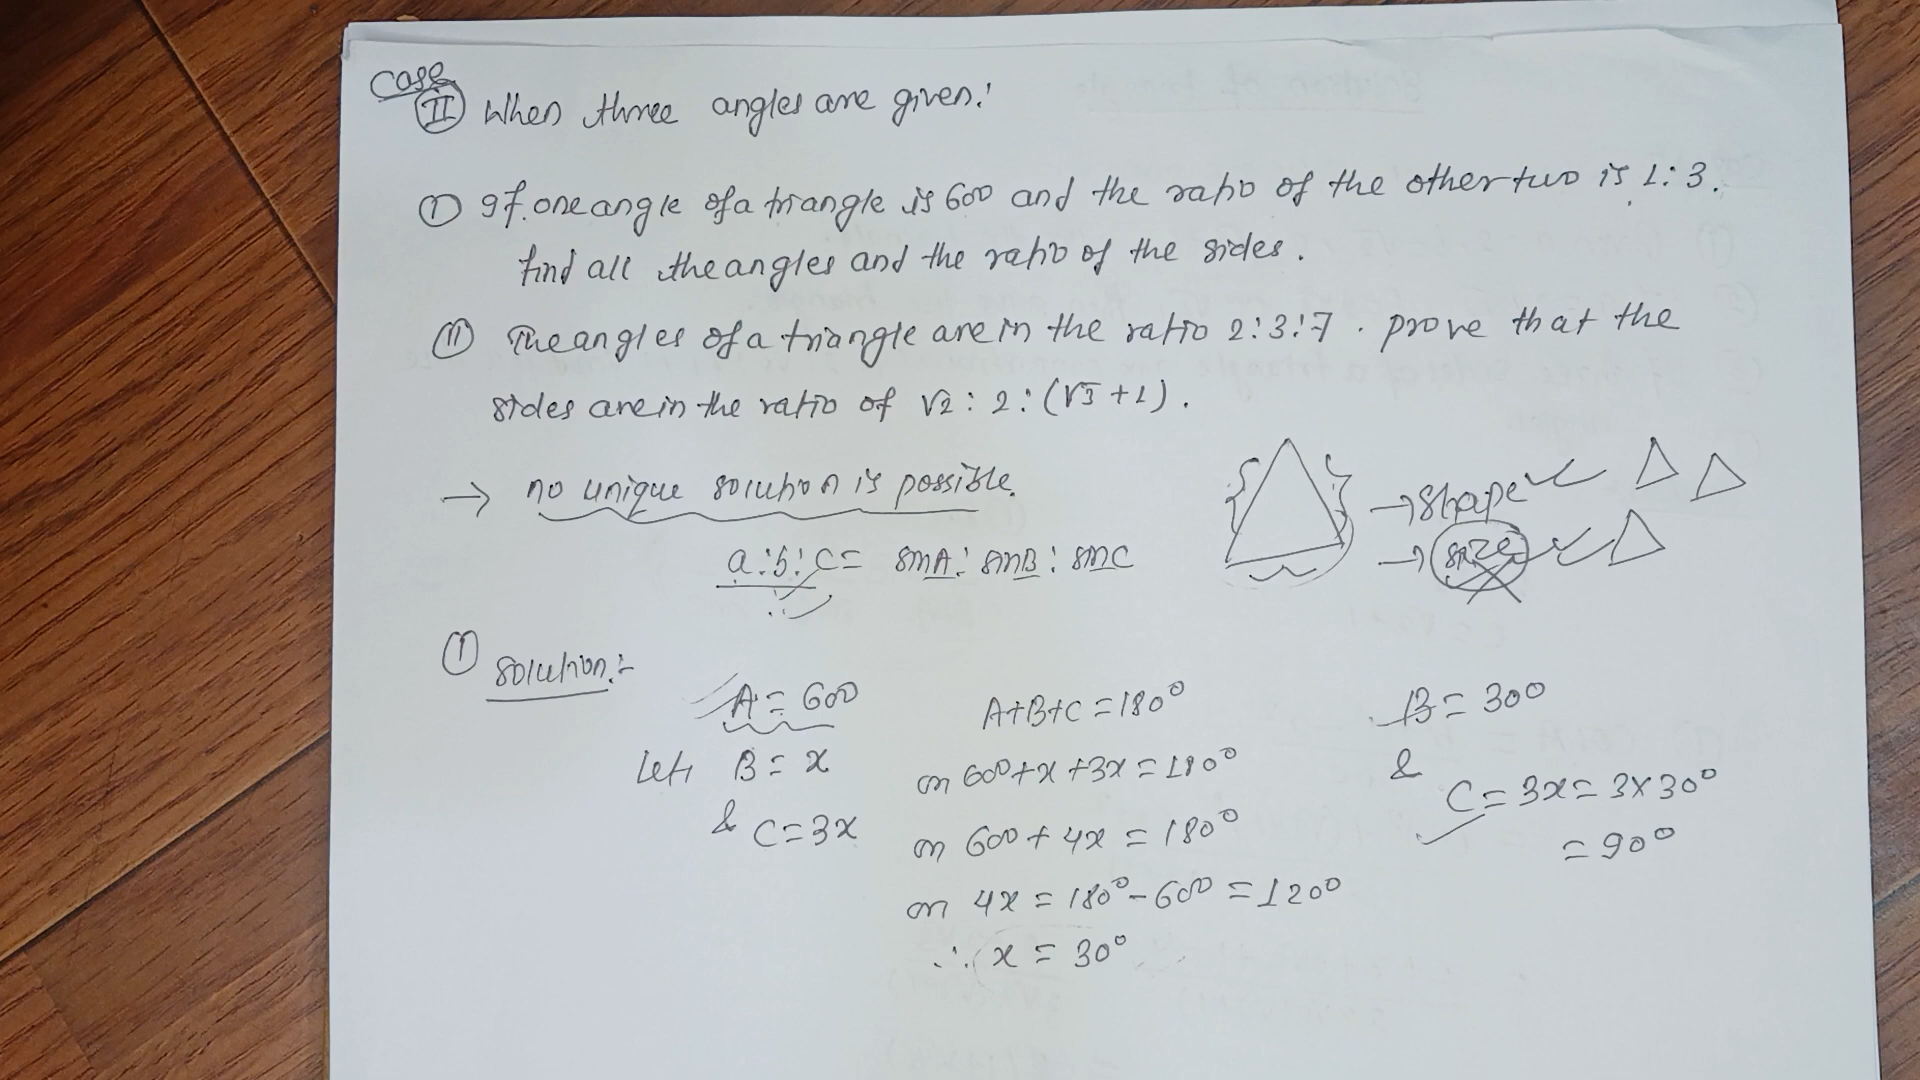 Case
II When three angles are given:
I If one angle of a triangle is 60° and the ratio of the other two is 1:3.
find all the angles and the ratio of the sides.
II The angles of a triangle are in the ratio 2:3:7. prove that the
sides are in the ratio of √2 : 2 : (√3 + 1).
→ no unique solution is possible.
→ shape
→ size
a:b:c = sinA : sinB : sinC
I solution:-
A = 60°
Let, B = x
& C = 3x
A+B+C = 180°
or 60° + x + 3x = 180°
or 60° + 4x = 180°
or 4x = 180° - 60° = 120°
∴ x = 30°
B = 30°
&
C = 3x = 3×30°
= 90°